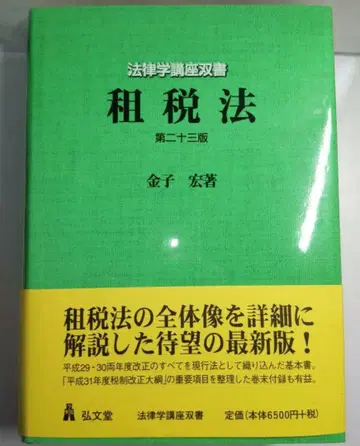 法律学講座双書
租税法
第二十三版
金子 宏著
租税法の全体像を詳細に
解説した待望の最新版！
平成29・30両年度改正のすべてを現行法として織り込んだ基本書。
「平成31年度税制改正大綱」の重要項目を整理した巻末付録も有益。
弘文堂 法律学講座双書 定価(本体6500円+税)